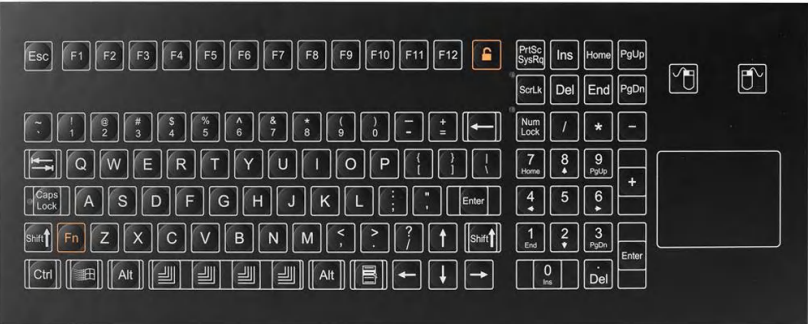 Esc F1 F2 F3 F4 F5 F6 F7 F8 F9 F10 F11 F12 PrtSc SysRq Ins Home PgUp
ScrLk Del End PgDn
~ ` ! 1 @ 2 # 3 $ 4 % 5 ^ 6 & 7 * 8 ( 9 ) 0 _ - + = ← Num Lock / * −
Q W E R T Y U I O P { [ } ] | \ 7 Home 8 9 PgUp +
Caps Lock A S D F G H J K L : ; " ' Enter 4 5 6
Shift Fn Z X C V B N M < , > . ? / ↑ Shift 1 End 2 3 PgDn Enter
Ctrl Alt Alt ← ↓ → 0 Ins . Del